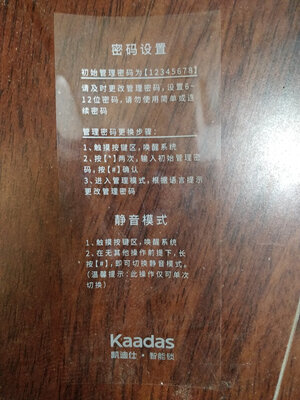 密码设置
初始管理密码为【12345678】
请及时更改管理密码，设置6~
12位密码，请勿使用简单或连
续密码
管理密码更换步骤：
1、触摸按键区，唤醒系统
2、按【*】两次，输入初始管理密
码，按【#】确认
3、进入管理模式，根据语言提示
更改管理密码
静音模式
1、触摸按键区，唤醒系统
2、在无其他操作前提下，长
按【#】，即可切换静音模式。
（温馨提示：此操作仅可单次
切换）
Kaadas
凯迪仕·智能锁